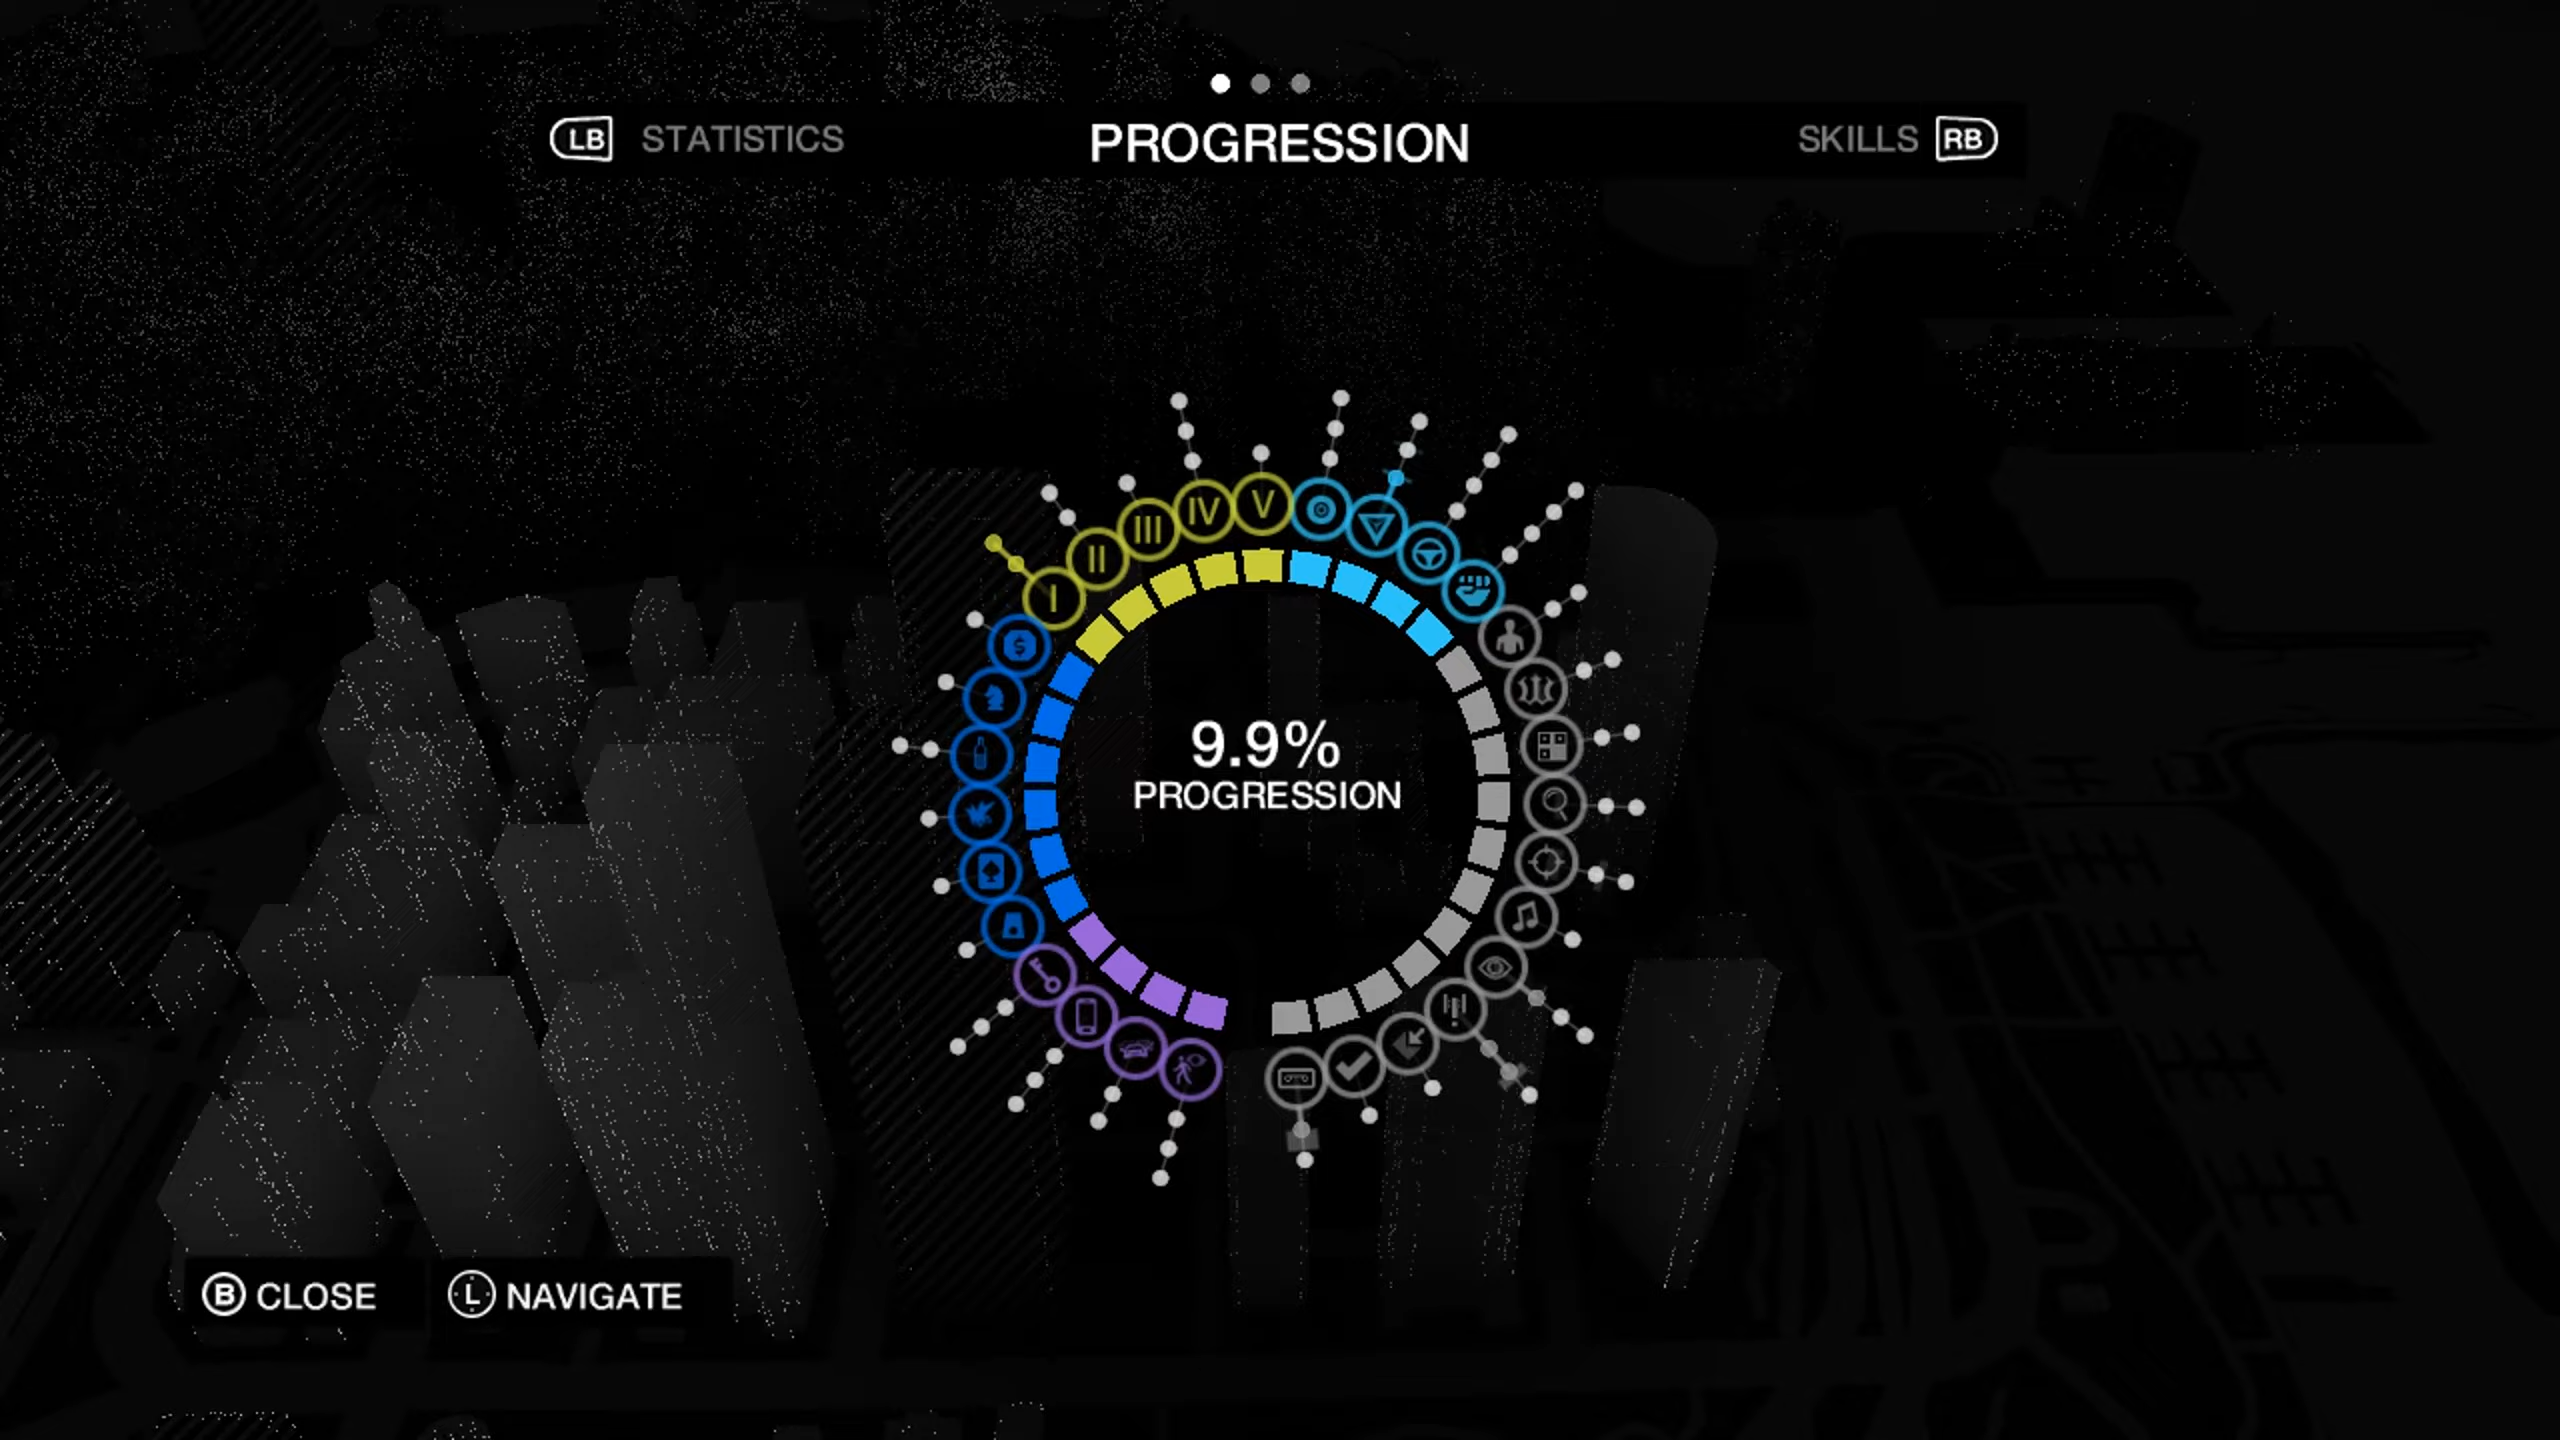 LB STATISTICS
PROGRESSION
SKILLS RB
I II III IV V
$
9.9%
PROGRESSION
B CLOSE L NAVIGATE